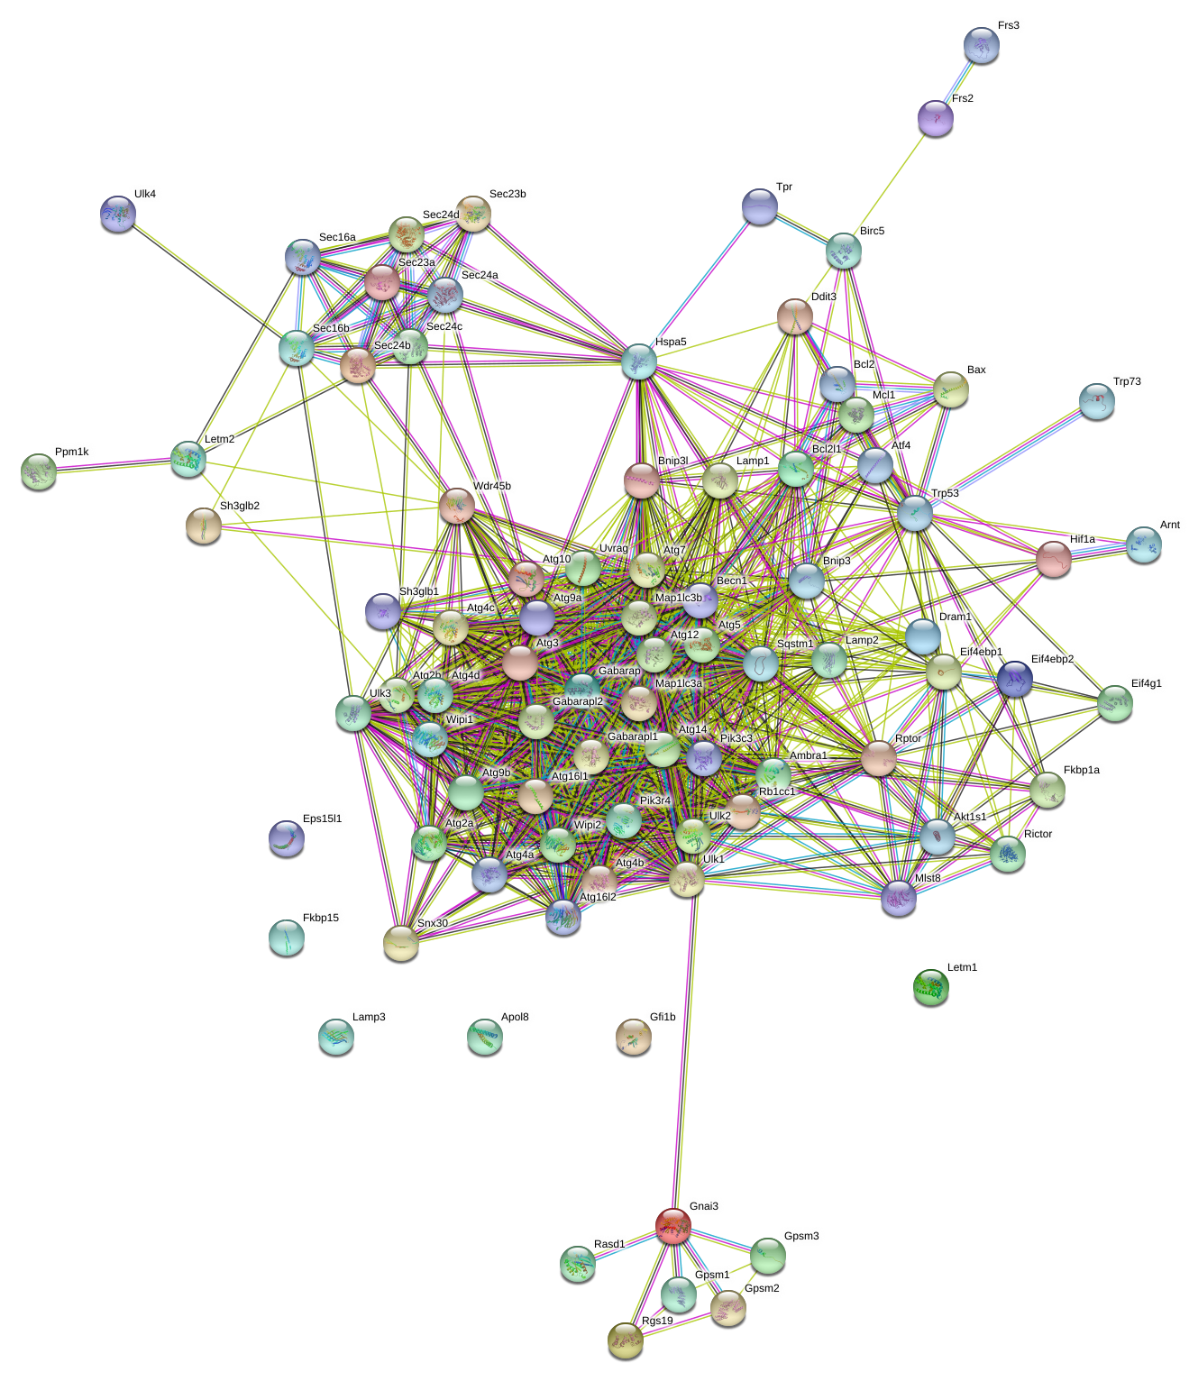 Frs3
Frs2
Tpr
Ulk4
Sec23b
Sec24d
Birc5
Sec16a
Sec23a
Sec24a
Ddit3
Sec16b
Sec24c
Sec24b
Hspa5
Bcl2
Bax
Trp73
Mcl1
Letm2
Ppm1k
Bcl2l1
Atf4
Bnip3l
Lamp1
Wdr45b
Trp53
Sh3glb2
Arnt
Hif1a
Uvrag
Atg7
Atg10
Bnip3
Becn1
Sh3glb1
Atg9a
Map1lc3b
Atg4c
Dram1
Atg5
Atg12
Atg3
Sqstm1
Lamp2
Eif4ebp1
Eif4ebp2
Gabarap
Atg2b
Atg4d
Map1lc3a
Eif4g1
Ulk3
Gabarapl2
Wipi1
Atg14
Gabarapl1
Pik3c3
Rptor
Ambra1
Fkbp1a
Atg9b
Atg16l1
Rb1cc1
Pik3r4
Ulk2
Akt1s1
Eps15l1
Atg2a
Wipi2
Rictor
Atg4a
Atg4b
Ulk1
Mlst8
Atg16l2
Fkbp15
Snx30
Letm1
Lamp3
Apol8
Gfi1b
Gnai3
Gpsm3
Rasd1
Gpsm1
Gpsm2
Rgs19